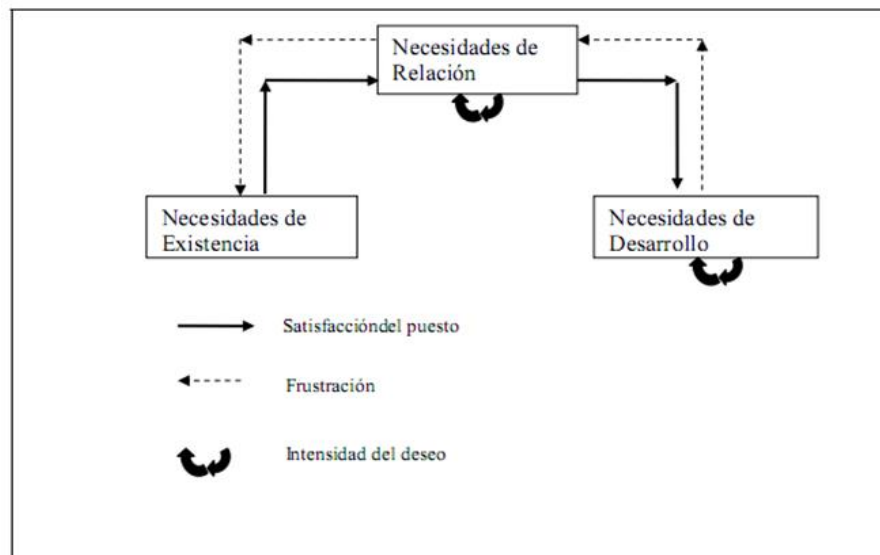 Necesidades de
Relación
Necesidades de
Existencia
Necesidades de
Desarrollo
Satisfaccióndel puesto
Frustración
Intensidad del deseo